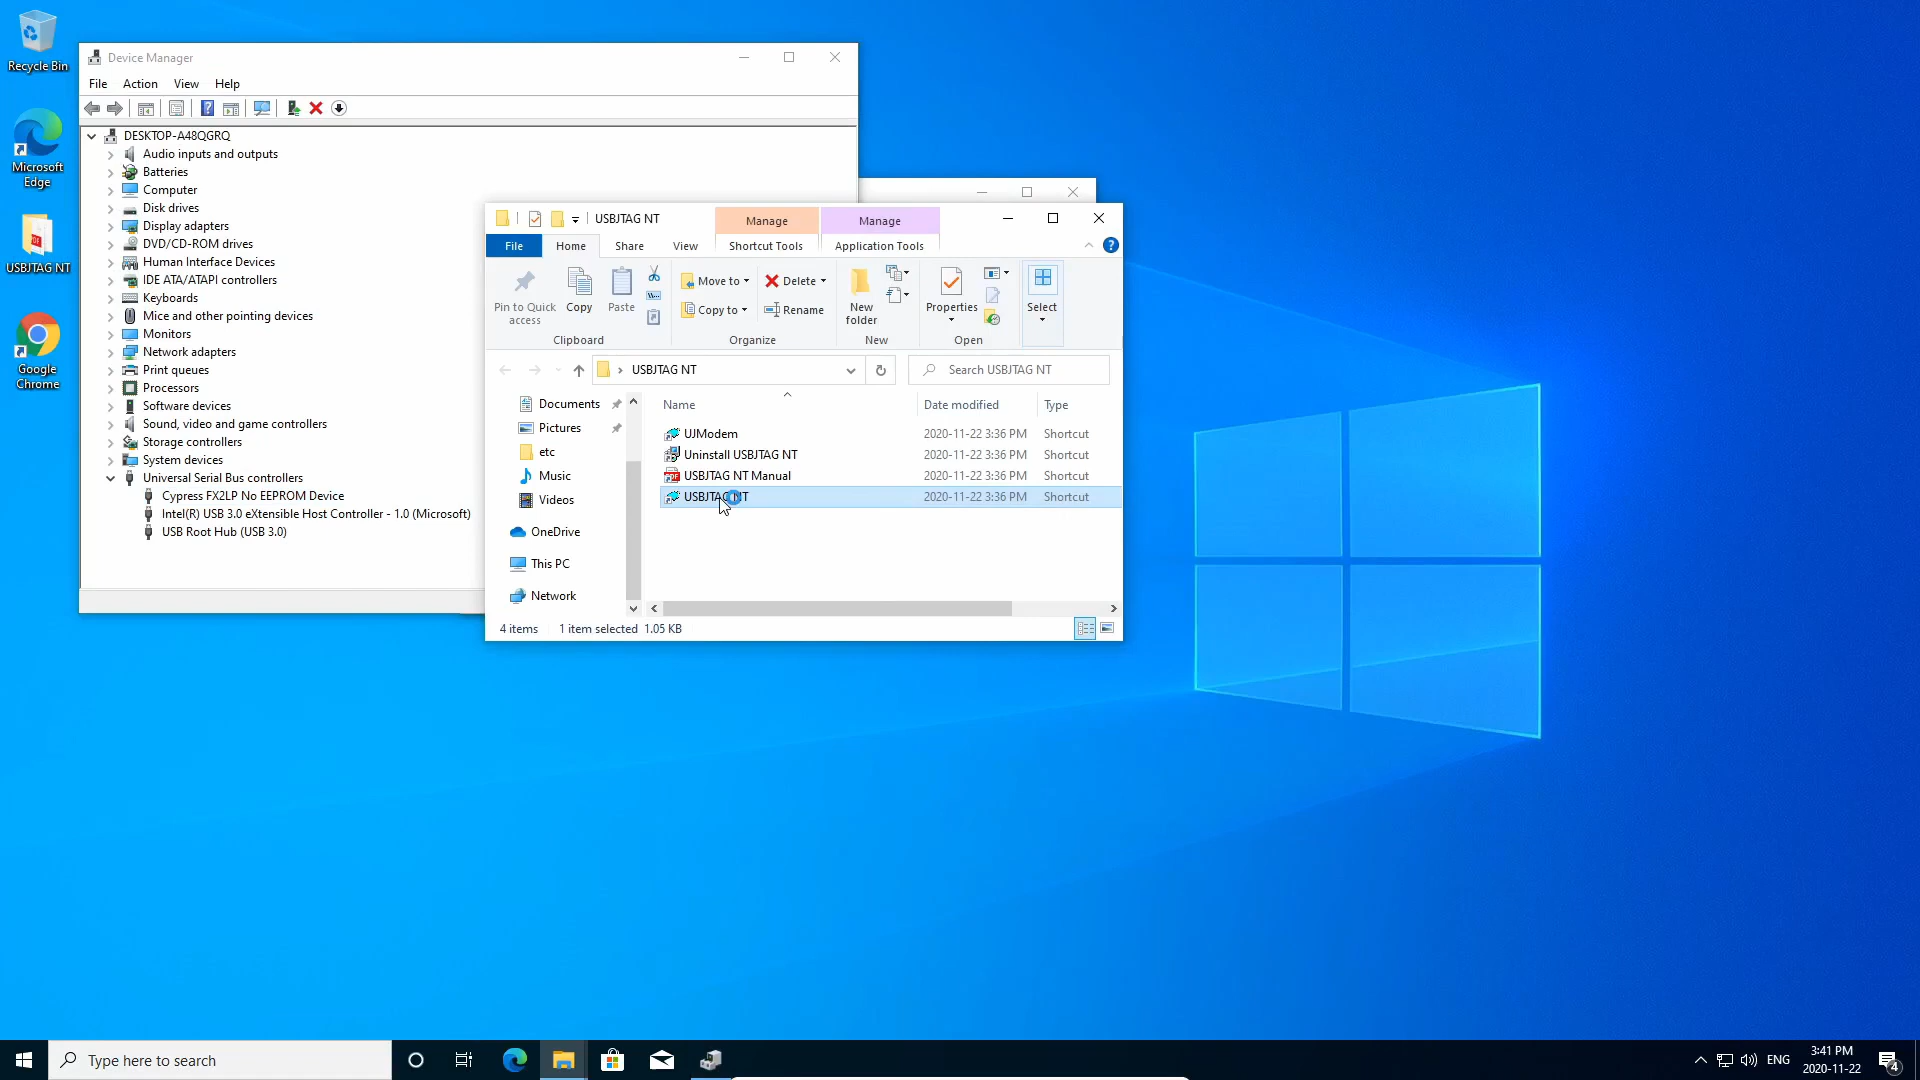 Recycle Bin
Microsoft
Edge
USBJTAG NT
Google
Chrome
Device Manager
File Action View Help
DESKTOP-A48QGRQ
Audio inputs and outputs
Batteries
Computer
Disk drives
Display adapters
DVD/CD-ROM drives
Human Interface Devices
IDE ATA/ATAPI controllers
Keyboards
Mice and other pointing devices
Monitors
Network adapters
Print queues
Processors
Software devices
Sound, video and game controllers
Storage controllers
System devices
Universal Serial Bus controllers
Cypress FX2LP No EEPROM Device
Intel(R) USB 3.0 eXtensible Host Controller - 1.0 (Microsoft)
USB Root Hub (USB 3.0)
USBJTAG NT
Manage Manage
File Home Share View Shortcut Tools Application Tools
Pin to Quick
access
Copy
Paste
Move to
Copy to
Delete
Rename
New
folder
Properties
Select
Clipboard Organize New Open
USBJTAG NT
Search USBJTAG NT
Documents
Pictures
etc
Music
Videos
OneDrive
This PC
Network
Name Date modified Type
UJModem 2020-11-22 3:36 PM Shortcut
Uninstall USBJTAG NT 2020-11-22 3:36 PM Shortcut
USBJTAG NT Manual 2020-11-22 3:36 PM Shortcut
USBJTAG NT 2020-11-22 3:36 PM Shortcut
4 items 1 item selected 1.05 KB
Type here to search
ENG
3:41 PM
2020-11-22
4